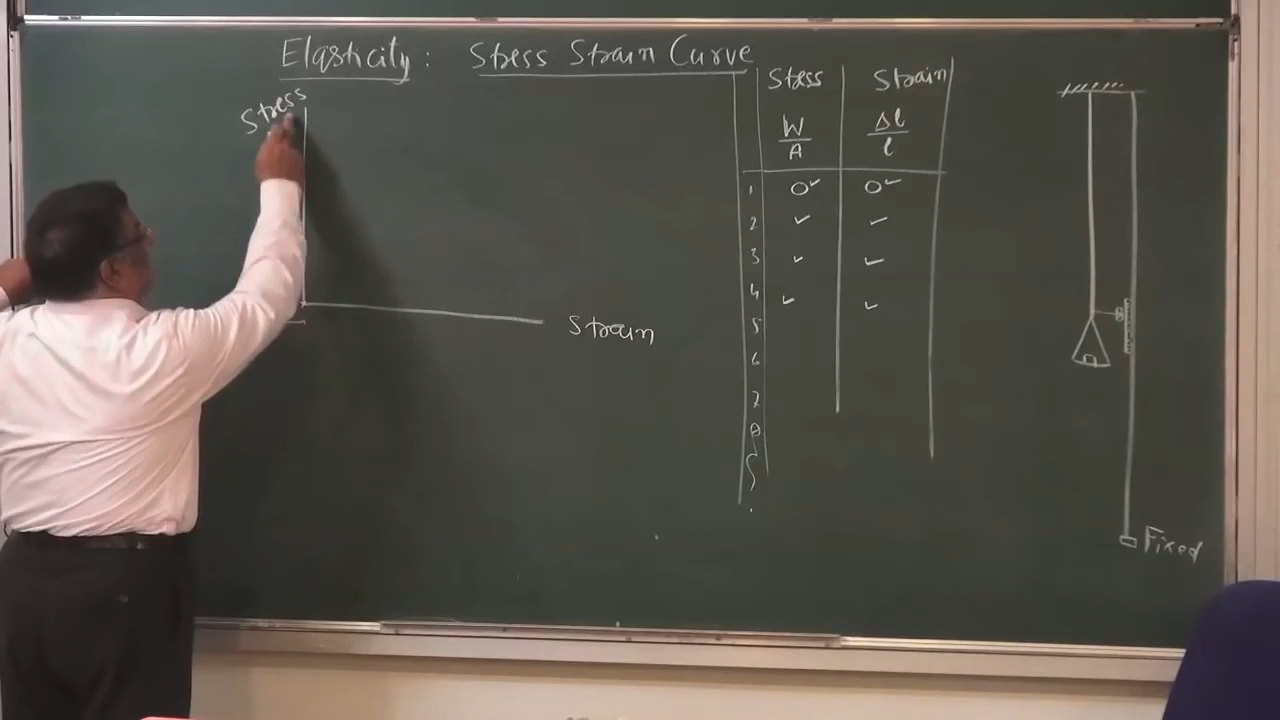 Elasticity: Stress Strain Curve
Stress
Strain
Stess Strain
W/A Δl/l
1 0✓ 0✓
2 ✓ ✓
3 ✓ ✓
4 ✓ ✓
5
6
7
8
Fixed